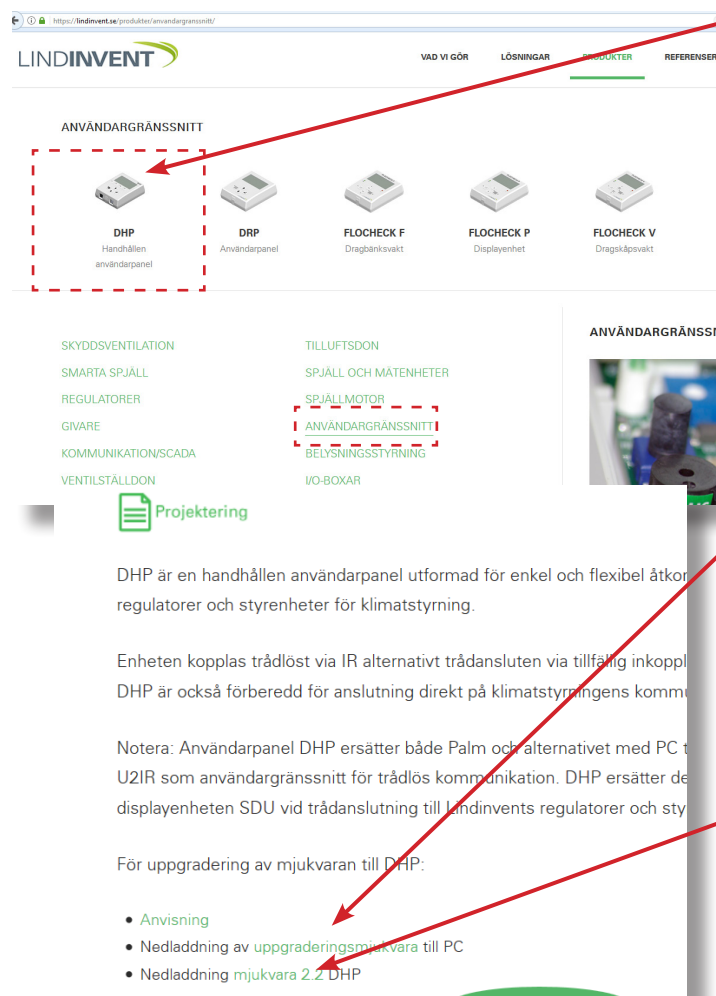 https://lindinvent.se/produkter/anvandargranssnitt/
LINDINVENT
VAD VI GÖR LÖSNINGAR PRODUKTER REFERENSER
ANVÄNDARGRÄNSSNITT
DHP DRP FLOCHECK F FLOCHECK P FLOCHECK V
Handhållen användarpanel Användarpanel Dragbänksvakt Displayenhet Dragskåpsvakt
SKYDDSVENTILATION TILLUFTSDON
SMARTA SPJÄLL SPJÄLL OCH MÄTENHETER
REGULATORER SPJÄLLMOTOR
GIVARE ANVÄNDARGRÄNSSNITT
KOMMUNIKATION/SCADA BELYSNINGSSTYRNING
VENTILSTÄLLDON I/O-BOXAR
ANVÄNDARGRÄNSSN
Projektering
DHP är en handhållen användarpanel utformad för enkel och flexibel åtkor
regulatorer och styrenheter för klimatstyrning.
Enheten kopplas trådlöst via IR alternativt trådansluten via tillfällig inkoppl
DHP är också förberedd för anslutning direkt på klimatstyrningens kommu
Notera: Användarpanel DHP ersätter både Palm och alternativet med PC t
U2IR som användargränssnitt för trådlös kommunikation. DHP ersätter de
displayenheten SDU vid trådanslutning till Lindinvents regulatorer och sty
För uppgradering av mjukvaran till DHP:
• Anvisning
• Nedladdning av uppgraderingsmjukvara till PC
• Nedladdning mjukvara 2.2 DHP